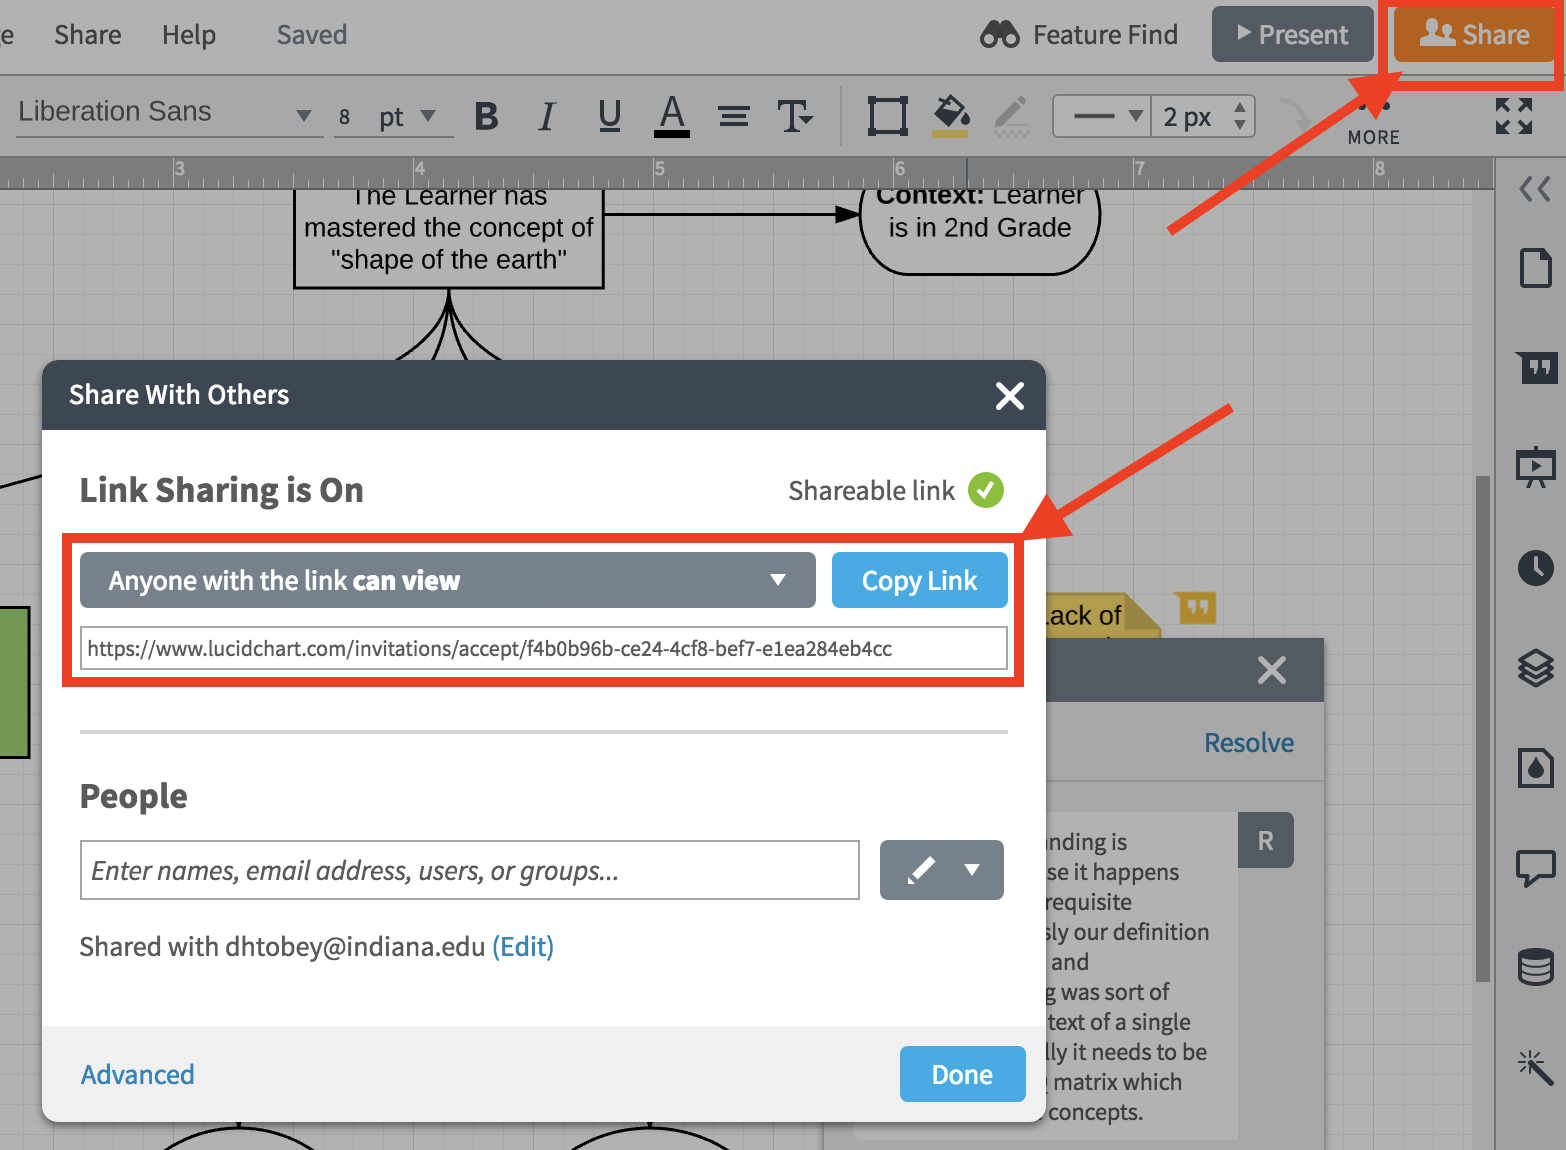 e Share Help Saved Feature Find Present Share
Liberation Sans 8 pt B I U A T 2 px MORE
3 4 5 6 7 8
The Learner has
mastered the concept of
"shape of the earth"
Context: Learner
is in 2nd Grade
Share With Others
Link Sharing is On Shareable link
Anyone with the link can view Copy Link
https://www.lucidchart.com/invitations/accept/f4b0b96b-ce24-4cf8-bef7-e1ea284eb4cc
People
Enter names, email address, users, or groups...
Shared with dhtobey@indiana.edu (Edit)
Advanced Done
ack of
Resolve
R
nding is
se it happens
requisite
sly our definition
and
g was sort of
text of a single
lly it needs to be
matrix which
concepts.